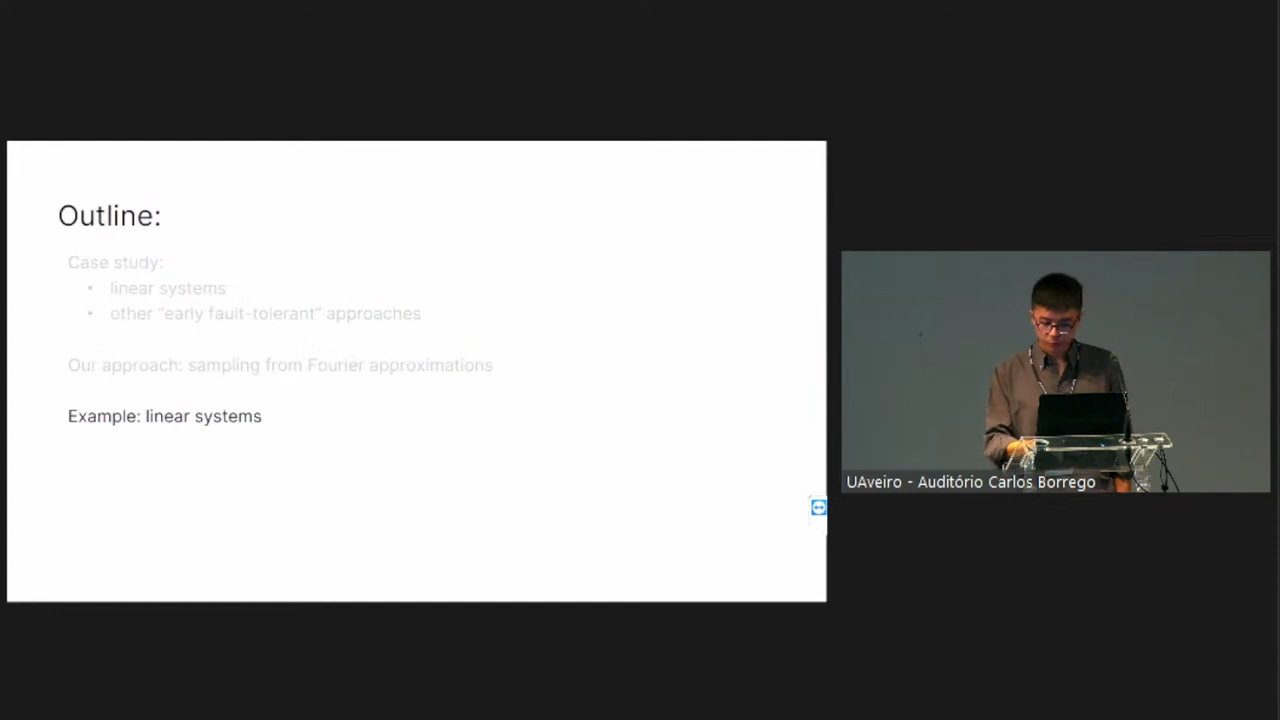 Outline:
Case study:
• linear systems
• other “early fault-tolerant” approaches
Our approach: sampling from Fourier approximations
Example: linear systems
UAveiro - Auditório Carlos Borrego